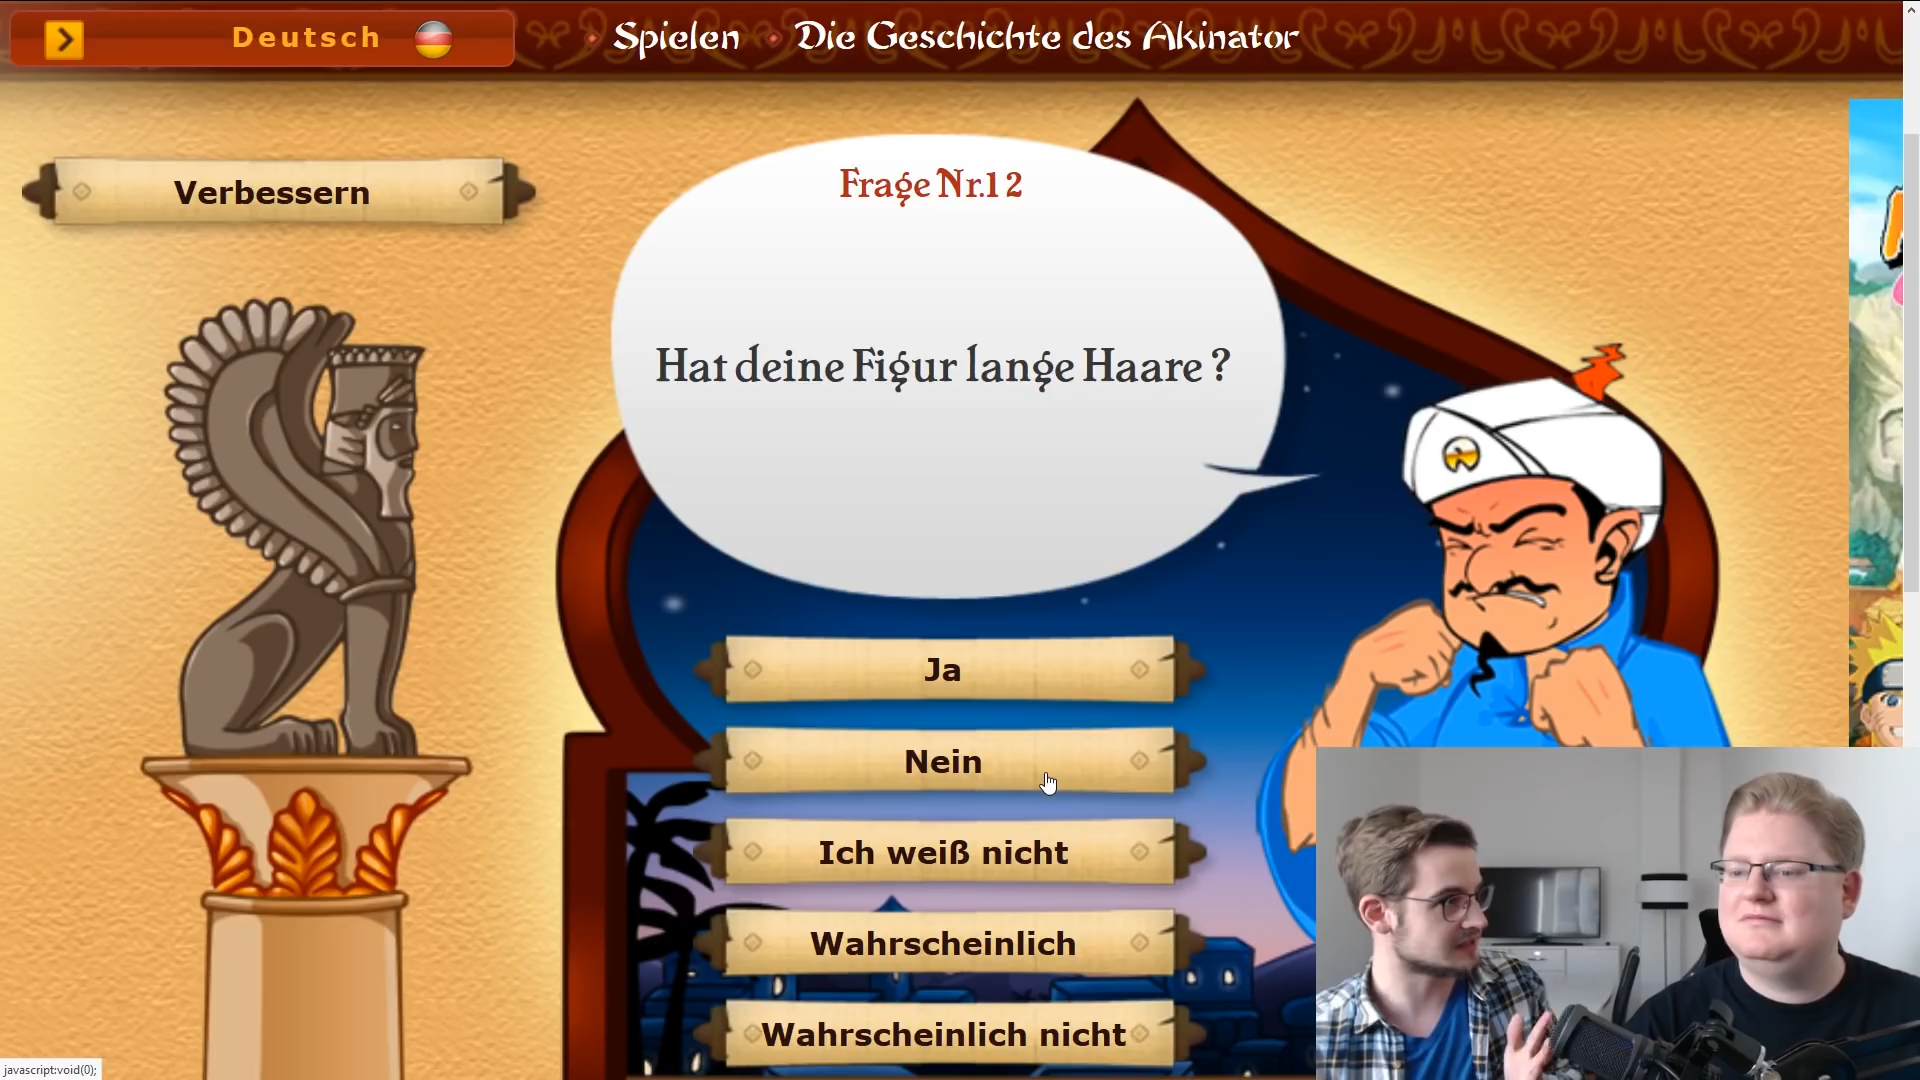 Deutsch
Spielen
Die Geschichte des Akinator
Verbessern
Frage Nr.12
Hat deine Figur lange Haare ?
Ja
Nein
Ich weiß nicht
Wahrscheinlich
Wahrscheinlich nicht
javascript:void(0);